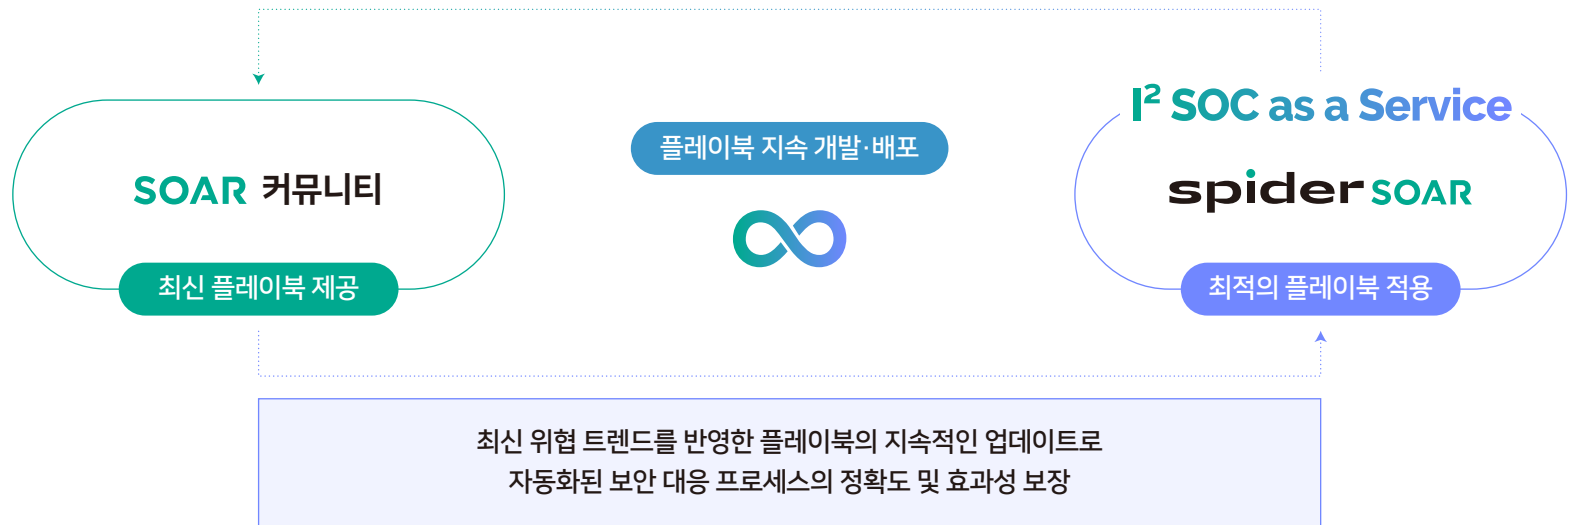 I² SOC as a Service
플레이북 지속 개발·배포
SOAR 커뮤니티
spider SOAR
최신 플레이북 제공
최적의 플레이북 적용
최신 위협 트렌드를 반영한 플레이북의 지속적인 업데이트로
자동화된 보안 대응 프로세스의 정확도 및 효과성 보장